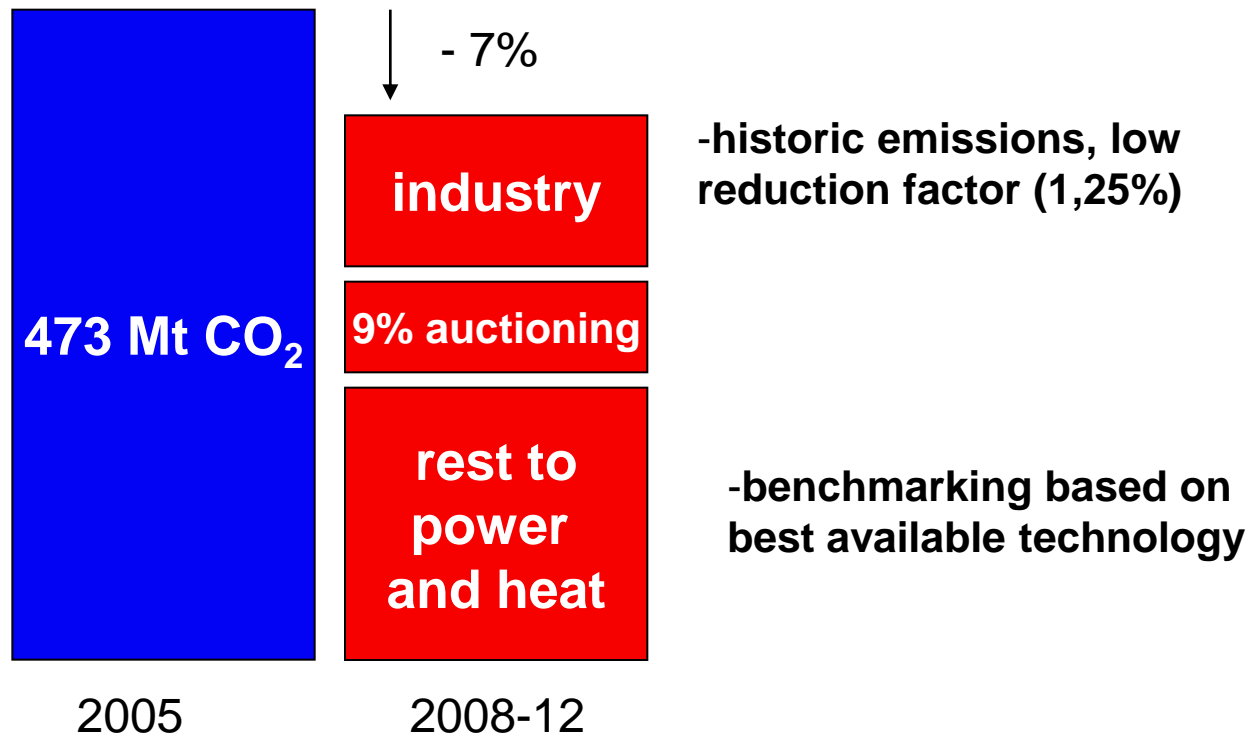 - 7%
-historic emissions, low
reduction factor (1,25%)
industry
473 Mt CO₂
9% auctioning
rest to
power
and heat
-benchmarking based on
best available technology
2005
2008-12